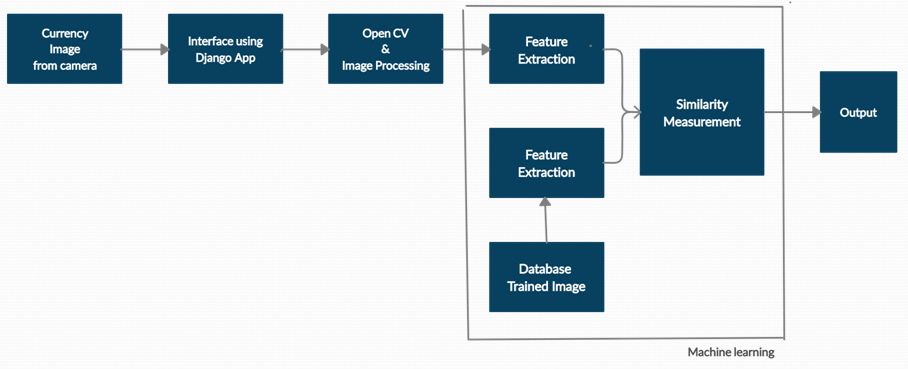 Currency
Image
from camera
Interface using
Django App
Open CV
&
Image Processing
Feature
Extraction
Feature
Extraction
Database
Trained Image
Similarity
Measurement
Output
Machine learning